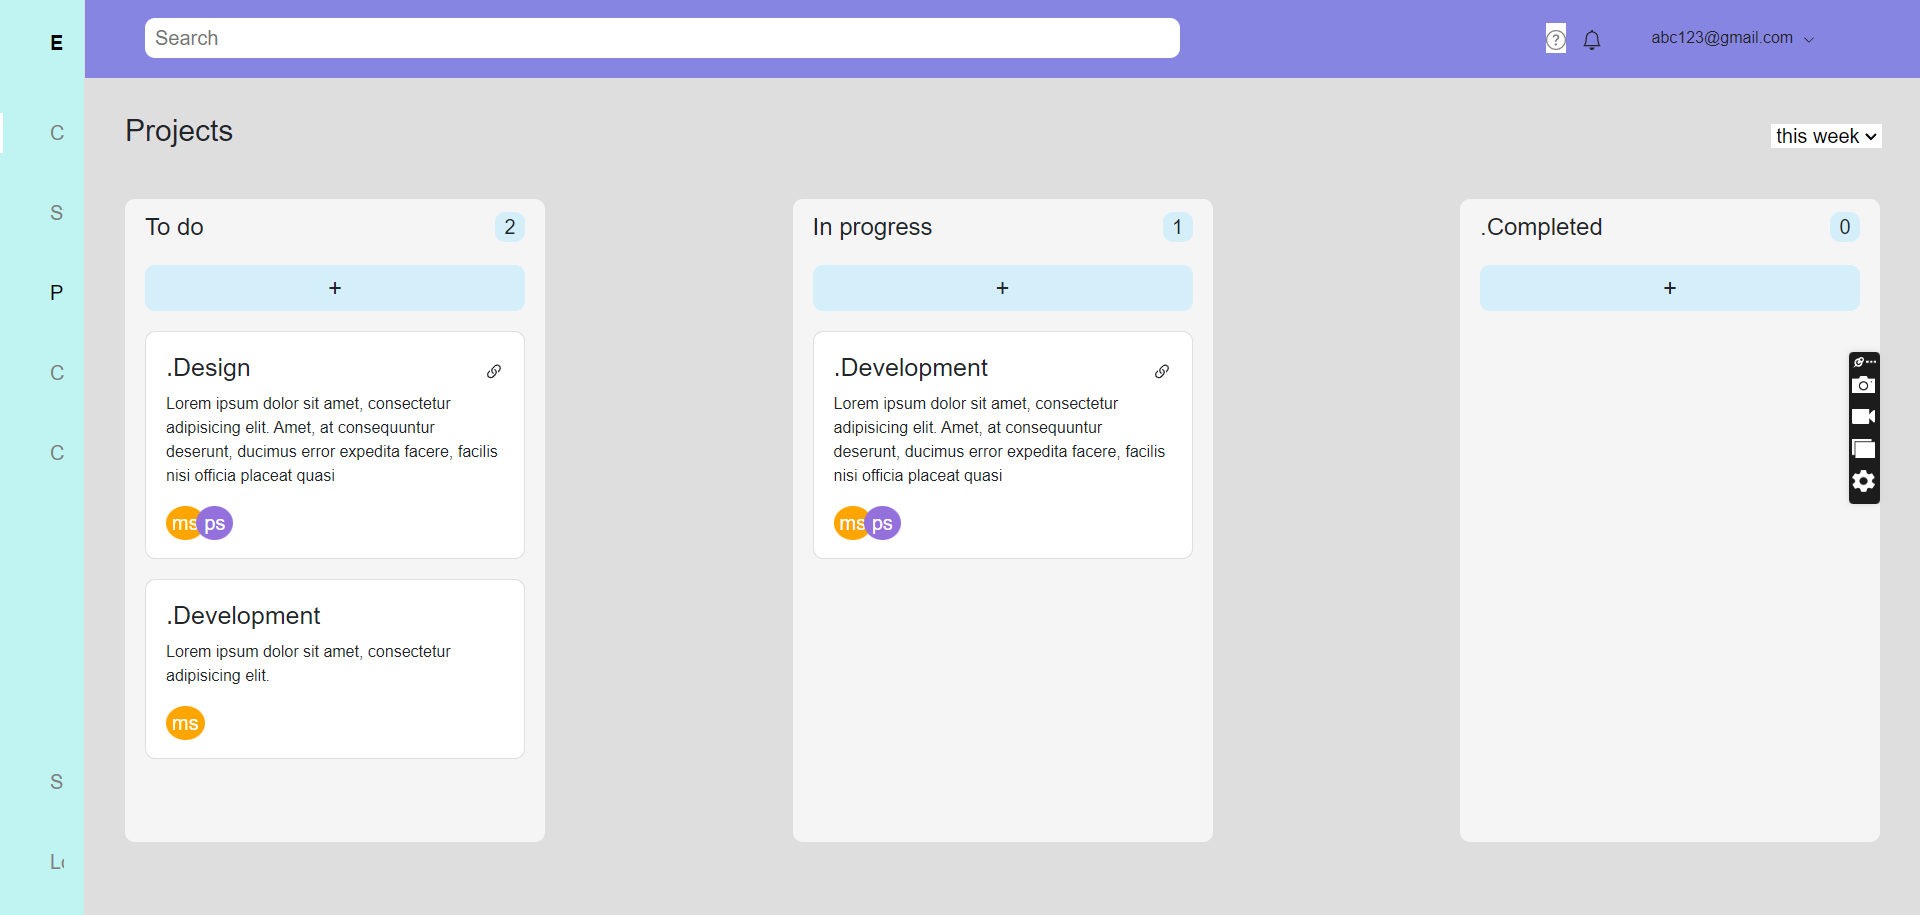 E
Search
abc123@gmail.com
C
S
P
C
C
S
Projects
this week
To do
2
+
.Design
Lorem ipsum dolor sit amet, consectetur
adipisicing elit. Amet, at consequuntur
deserunt, ducimus error expedita facere, facilis
nisi officia placeat quasi
ms ps
.Development
Lorem ipsum dolor sit amet, consectetur
adipisicing elit.
ms
In progress
1
+
.Development
Lorem ipsum dolor sit amet, consectetur
adipisicing elit. Amet, at consequuntur
deserunt, ducimus error expedita facere, facilis
nisi officia placeat quasi
ms ps
.Completed
0
+